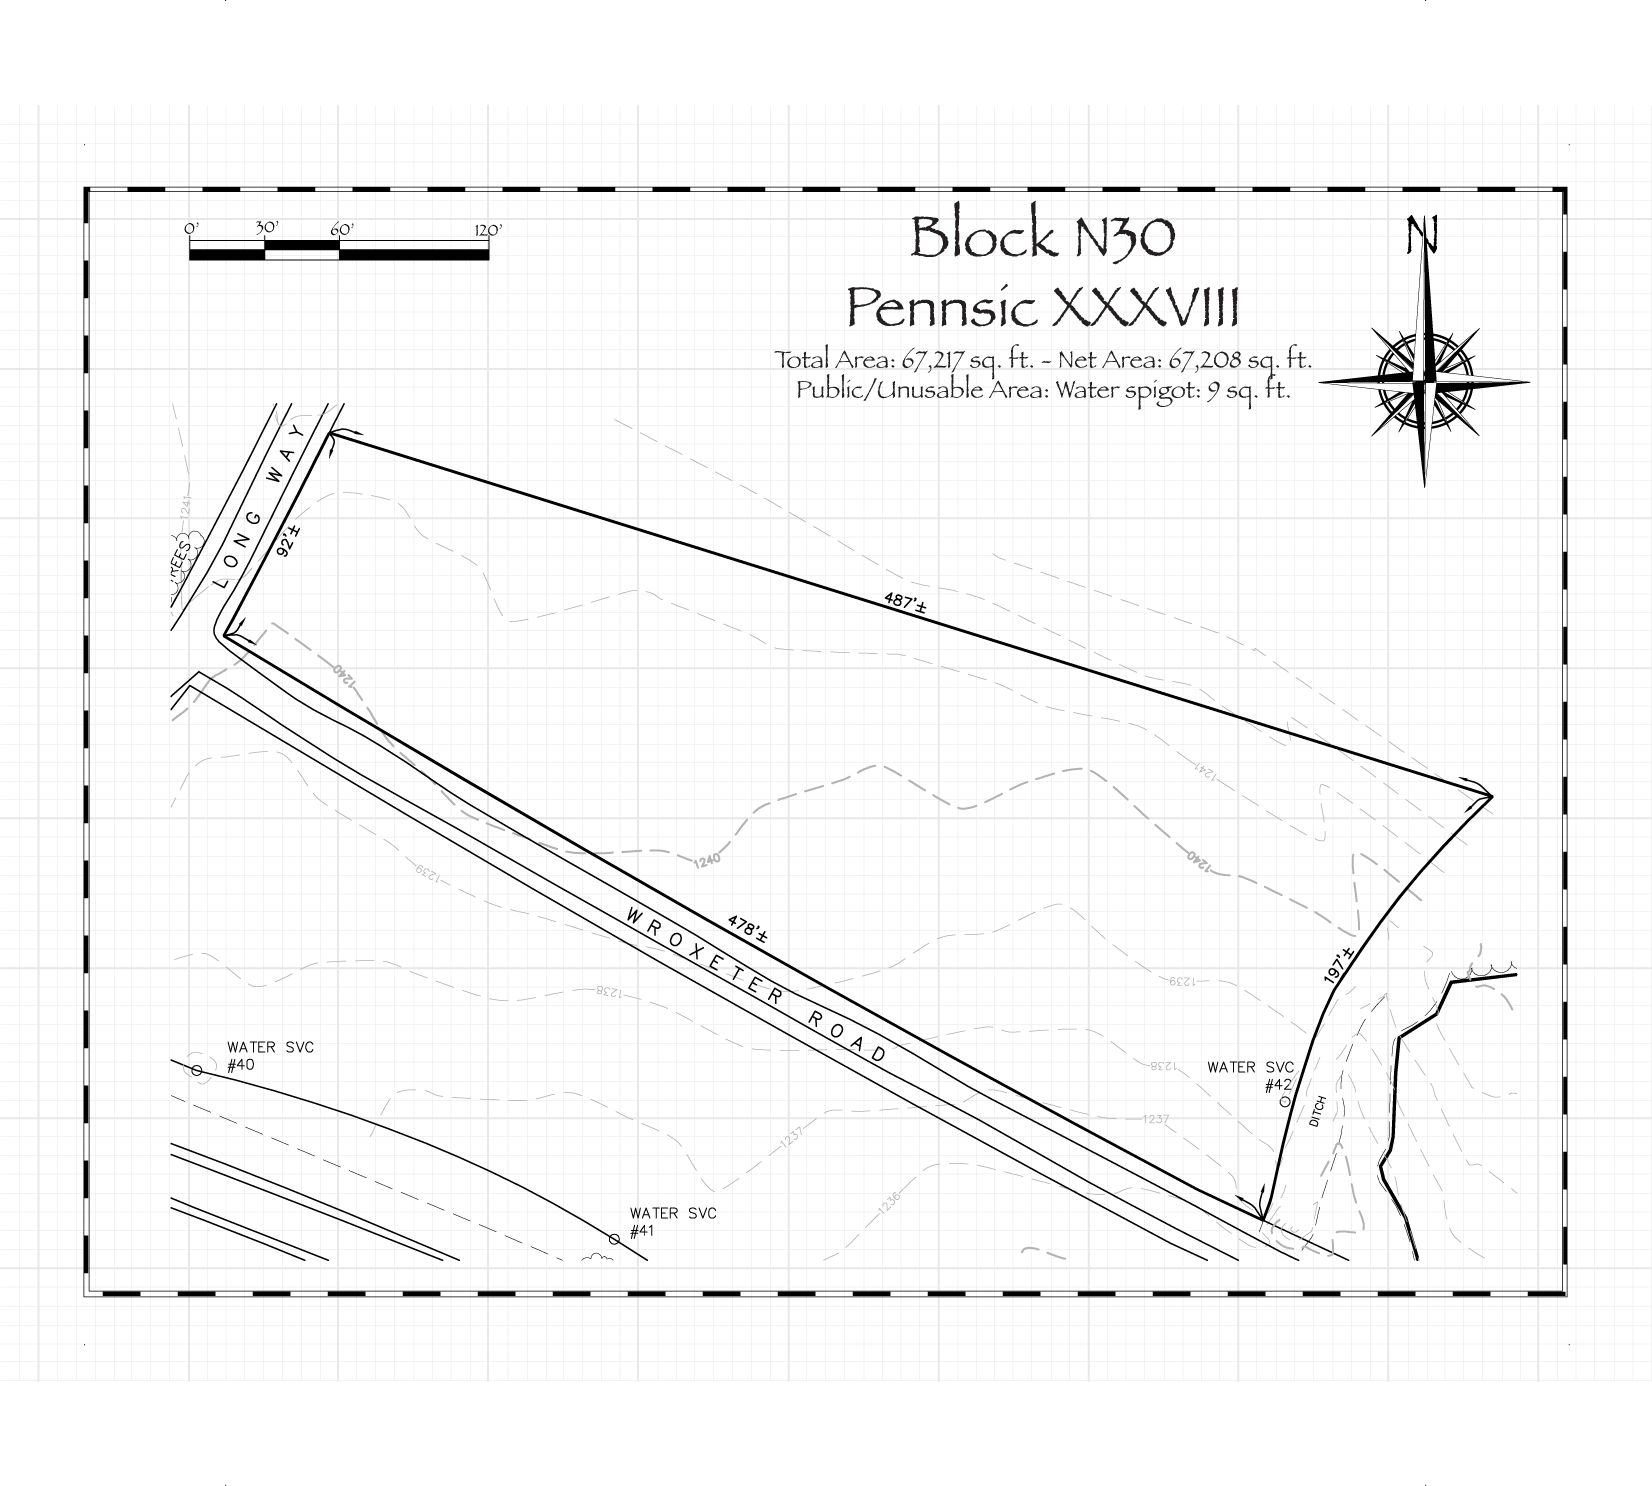 0' 30' 60' 120'
Block N30
Pennsic XXXVIII
Total Area: 67,217 sq. ft. - Net Area: 67,208 sq. ft.
Public/Unusable Area: Water spigot: 9 sq. ft.
N
LONG WAY
92'±
1241
487'±
1240
1241
1240
1240
1239
478'±
WROXETER ROAD
197'±
1239
1238
WATER SVC
#40
WATER SVC
#42
1238
DITCH
1237
1237
1236
WATER SVC
#41